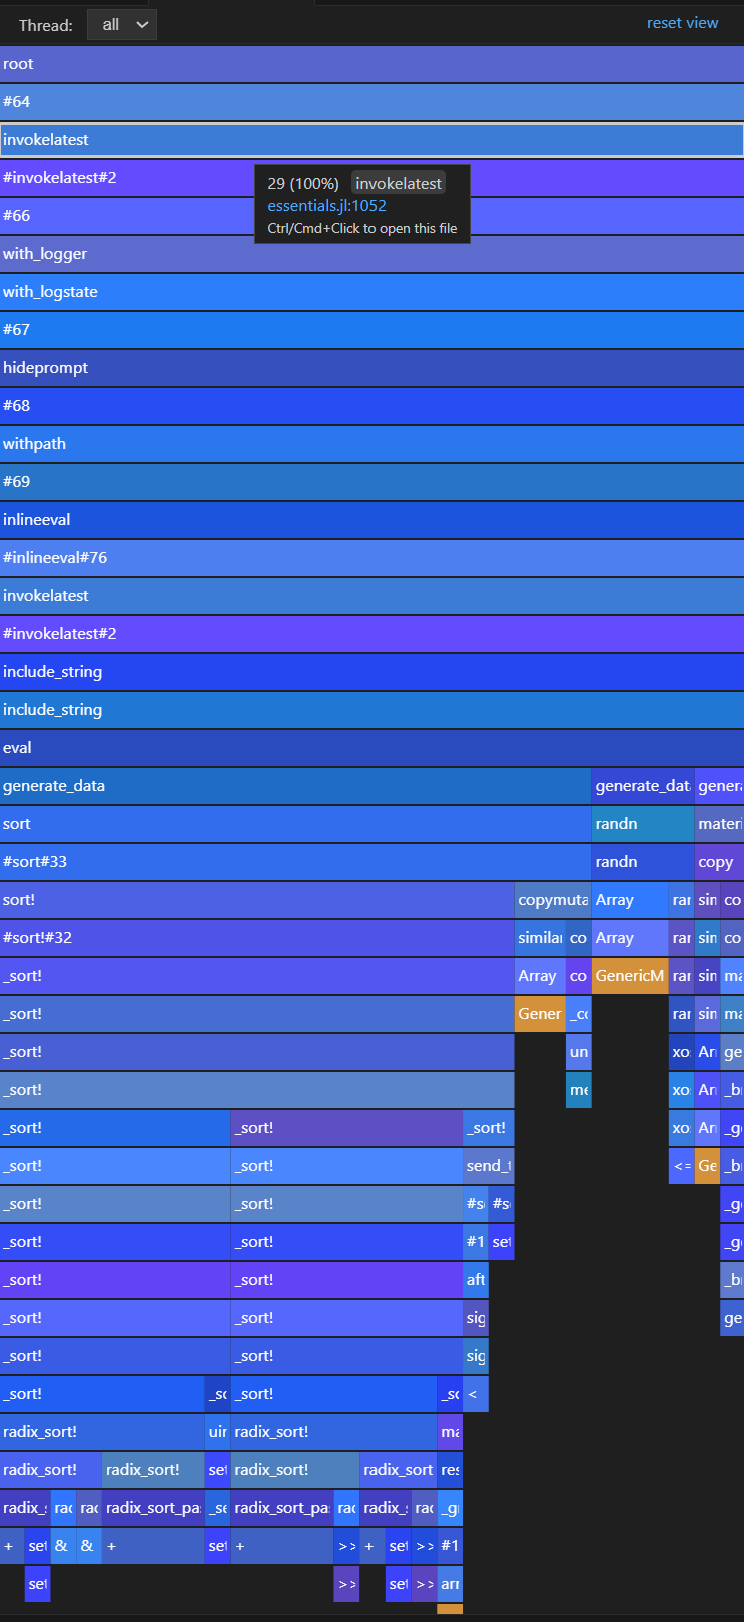 Thread: all reset view
root
#64
invokelatest
#invokelatest#2
29 (100%) invokelatest
essentials.jl:1052
Ctrl/Cmd+Click to open this file
#66
with_logger
with_logstate
#67
hideprompt
#68
withpath
#69
inlineeval
#inlineeval#76
invokelatest
#invokelatest#2
include_string
include_string
eval
generate_data generate_dat genera
sort randn materi
#sort#33 randn copy
sort! copymuta Array rar sin co
#sort!#32 similar co Array rar sin co
_sort! Array co GenericM rar sin ma
_sort! Gener _co rar sin ma
_sort! un xo Ar ge
_sort! me xo Ar _b
_sort! _sort! _sort! xo Ar _g
_sort! _sort! send_t <= Ge _b
_sort! _sort! #s #s _g
_sort! _sort! #1 set _g
_sort! _sort! aft _b
_sort! _sort! sig ge
_sort! _sort! sig
_sort! _so _sort! _so <
radix_sort! uin radix_sort! ma
radix_sort! radix_sort! set radix_sort! radix_sort res
radix_s rac rac radix_sort_pa _se radix_sort_pa rac radix_s rac _gr
+ set & & + set + >> + set >> #1
set >> set >> arr